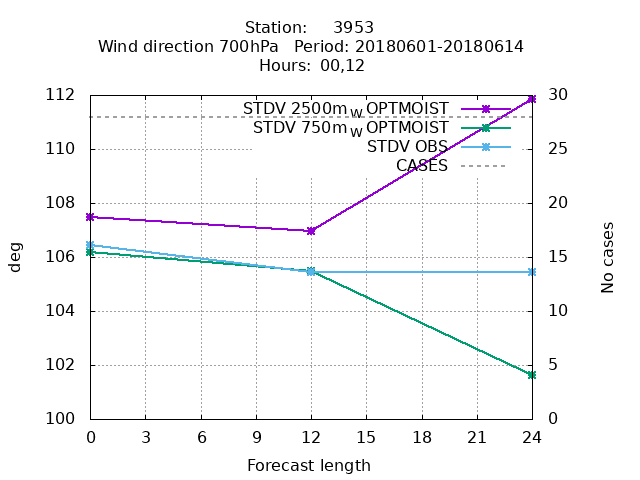 Station:     3953
Wind direction 700hPa   Period: 20180601-20180614
Hours:  00,12
STDV 2500m W OPTMOIST
STDV 750m W OPTMOIST
STDV OBS
CASES
112
110
108
106
104
102
100
30
25
20
15
10
5
0
deg
No cases
0 3 6 9 12 15 18 21 24
Forecast length